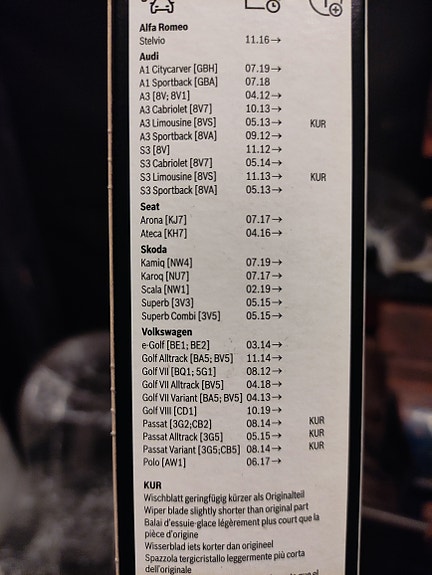 Alfa Romeo
Stelvio 11.16→
Audi
A1 Citycarver [GBH] 07.19→
A1 Sportback [GBA] 07.18
A3 [8V; 8V1] 04.12→
A3 Cabriolet [8V7] 10.13→
A3 Limousine [8VS] 05.13→ KUR
A3 Sportback [8VA] 09.12→
S3 [8V] 11.12→
S3 Cabriolet [8V7] 05.14→
S3 Limousine [8VS] 11.13→ KUR
S3 Sportback [8VA] 05.13→
Seat
Arona [KJ7] 07.17→
Ateca [KH7] 04.16→
Skoda
Kamiq [NW4] 07.19→
Karoq [NU7] 07.17→
Scala [NW1] 02.19→
Superb [3V3] 05.15→
Superb Combi [3V5] 05.15→
Volkswagen
e-Golf [BE1; BE2] 03.14→
Golf Alltrack [BA5; BV5] 11.14→
Golf VII [BQ1; 5G1] 08.12→
Golf VII Alltrack [BV5] 04.18→
Golf VII Variant [BA5; BV5] 04.13→
Golf VIII [CD1] 10.19→
Passat [3G2;CB2] 08.14→ KUR
Passat Alltrack [3G5] 05.15→ KUR
Passat Variant [3G5;CB5] 08.14→ KUR
Polo [AW1] 06.17→
KUR
Wischblatt geringfügig kürzer als Originalteil
Wiper blade slightly shorter than original part
Balai d'essuie-glace légèrement plus court que la
pièce d'origine
Wisserblad iets korter dan origineel
Spazzola tergicristallo leggermente più corta
dell'originale